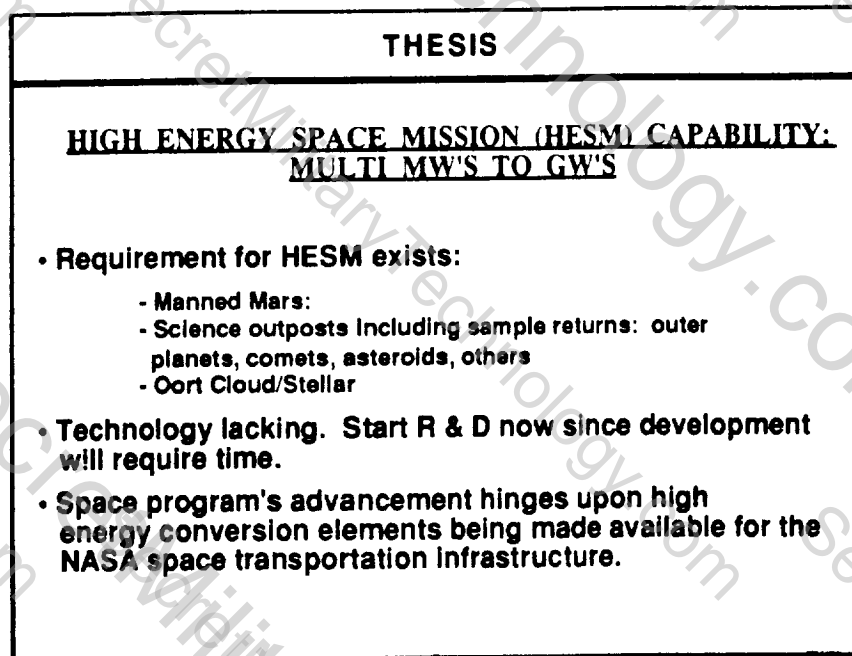 THESIS
HIGH ENERGY SPACE MISSION (HESM) CAPABILITY:
MULTI MW'S TO GW'S
• Requirement for HESM exists:
- Manned Mars:
- Science outposts including sample returns: outer
planets, comets, asteroids, others
- Oort Cloud/Stellar
• Technology lacking. Start R & D now since development
will require time.
• Space program's advancement hinges upon high
energy conversion elements being made available for the
NASA space transportation infrastructure.
SecretMilitaryTechnology.com